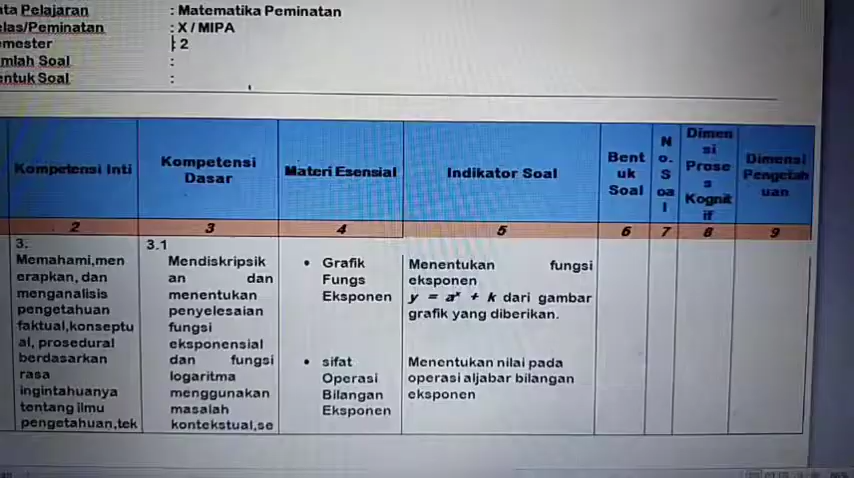 ata Pelajaran : Matematika Peminatan
elas/Peminatan : X / MIPA
emester : 2
mlah Soal :
entuk Soal :
Kompetensi Inti
Kompetensi
Dasar
Materi Esensial
Indikator Soal
Bent
uk
Soal
N
o.
S
oa
l
Dimen
si
Prose
s
Kognit
if
Dimensi
Pengetah
uan
2 3 4 5 6 7 8 9
3.
Memahami,men
erapkan, dan
menganalisis
pengetahuan
faktual,konseptu
al, prosedural
berdasarkan
rasa
ingintahuanya
tentang ilmu
pengetahuan,tek
3.1
Mendiskripsik
an dan
menentukan
penyelesaian
fungsi
eksponensial
dan fungsi
logaritma
menggunakan
masalah
kontekstual,se
• Grafik
Fungs
Eksponen
• sifat
Operasi
Bilangan
Eksponen
Menentukan fungsi
eksponen
y = aˣ + k dari gambar
grafik yang diberikan.
Menentukan nilai pada
operasi aljabar bilangan
eksponen